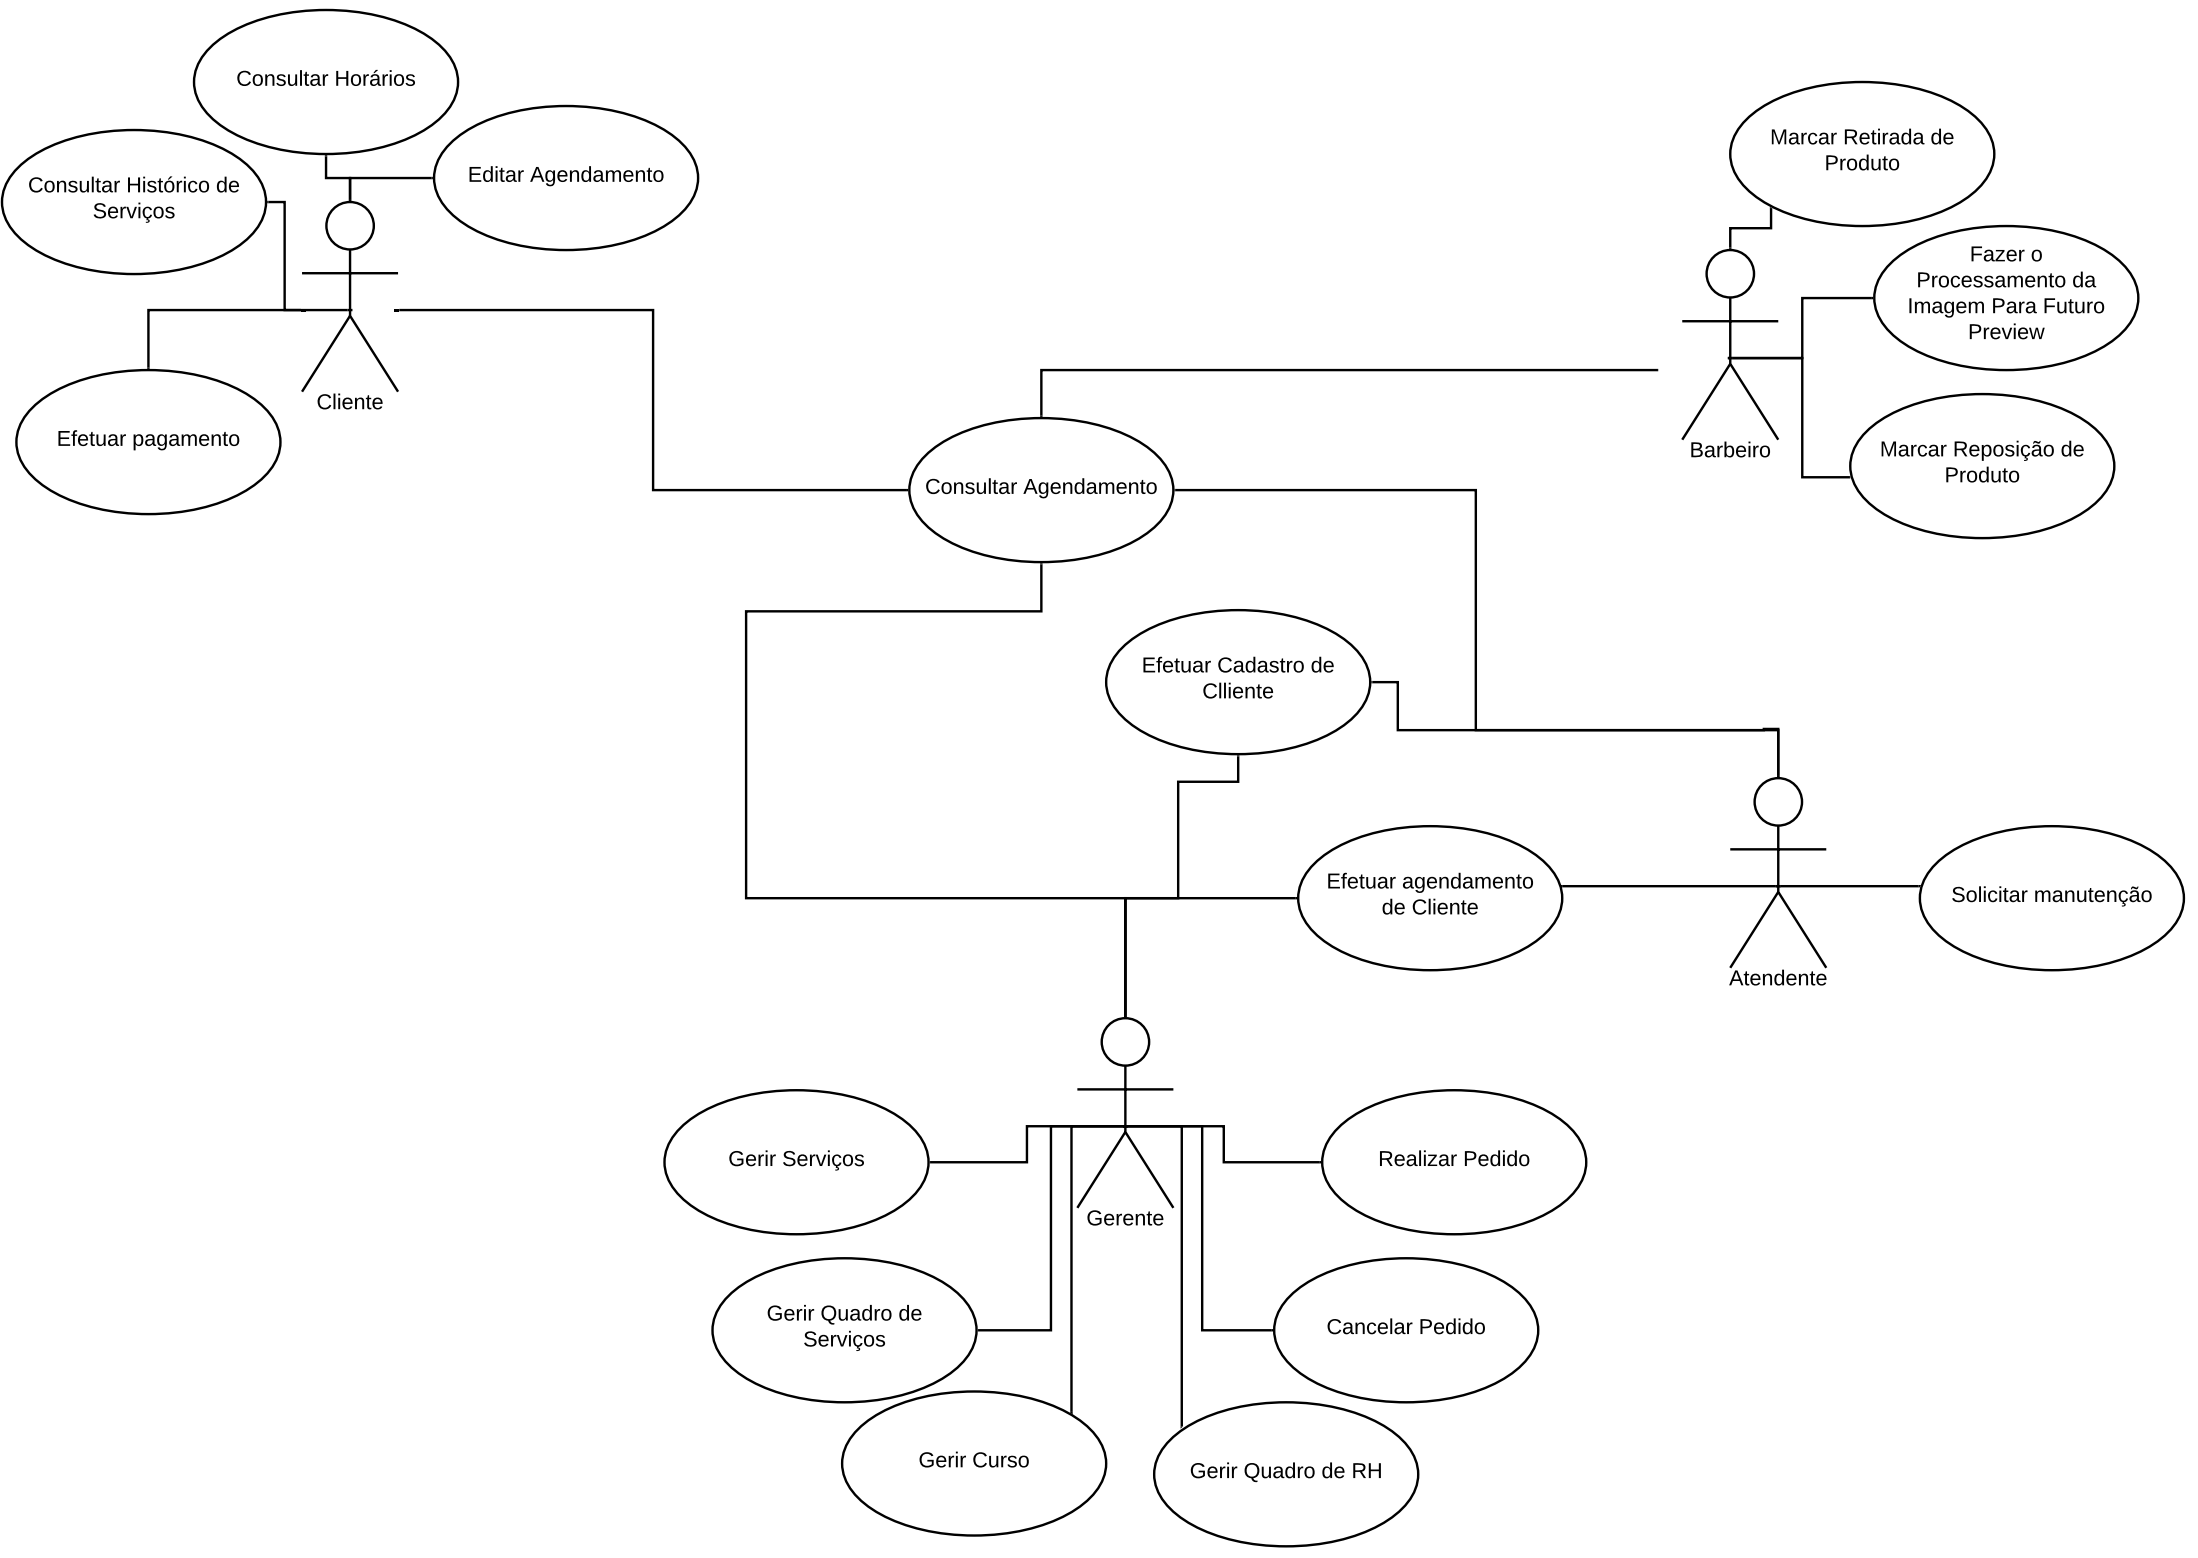 Consultar Horários
Editar Agendamento
Consultar Histórico de
Serviços
Cliente
Efetuar pagamento
Marcar Retirada de
Produto
Fazer o
Processamento da
Imagem Para Futuro
Preview
Barbeiro
Marcar Reposição de
Produto
Consultar Agendamento
Efetuar Cadastro de
Clliente
Efetuar agendamento
de Cliente
Solicitar manutenção
Atendente
Gerir Serviços
Realizar Pedido
Gerente
Gerir Quadro de
Serviços
Cancelar Pedido
Gerir Curso
Gerir Quadro de RH